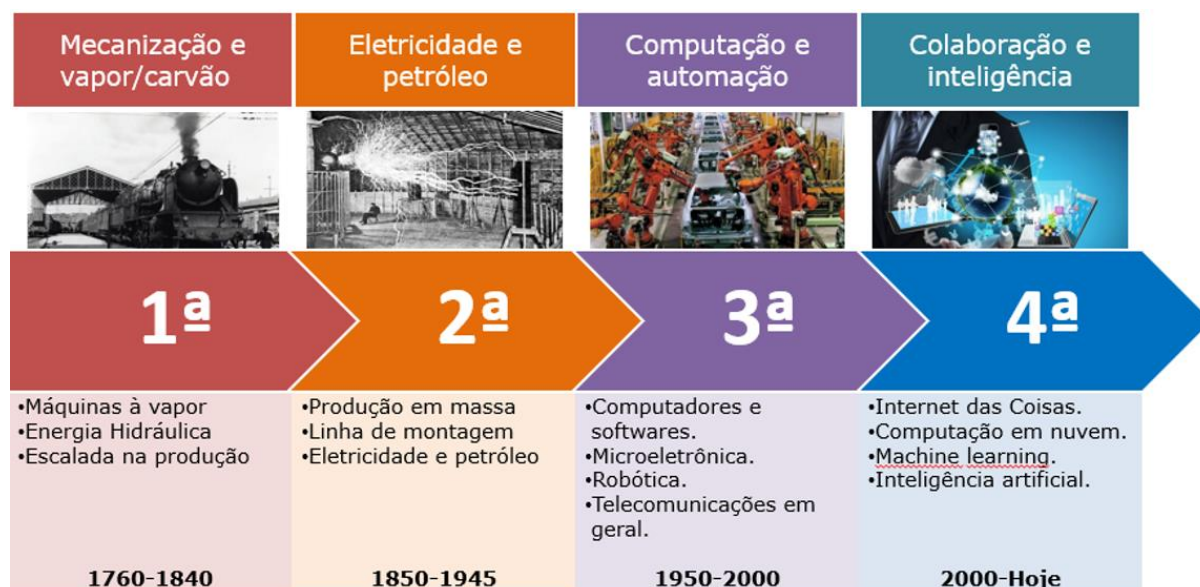 Mecanização e
vapor/carvão
Eletricidade e
petróleo
Computação e
automação
Colaboração e
inteligência
1ª
2ª
3ª
4ª
•Máquinas à vapor
•Energia Hidráulica
•Escalada na produção
1760-1840
•Produção em massa
•Linha de montagem
•Eletricidade e petróleo
1850-1945
•Computadores e
softwares.
•Microeletrônica.
•Robótica.
•Telecomunicações em
geral.
1950-2000
•Internet das Coisas.
•Computação em nuvem.
•Machine learning.
•Inteligência artificial.
2000-Hoje